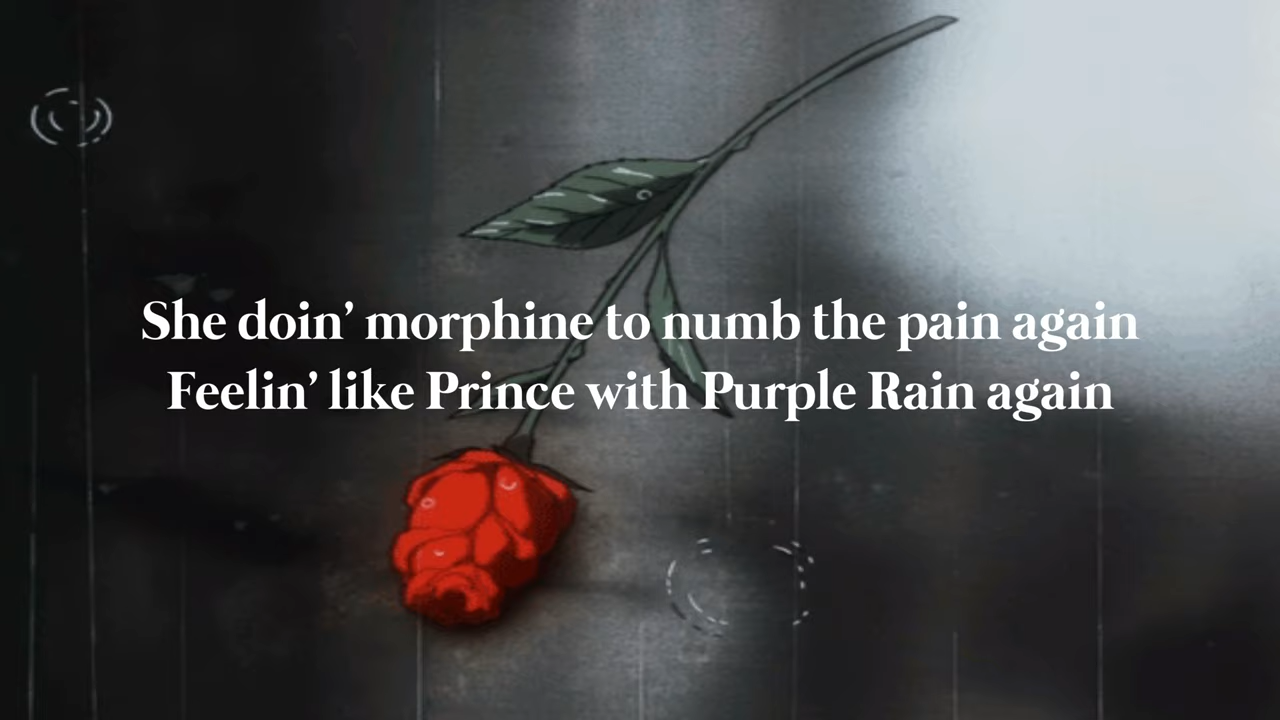 She doin’ morphine to numb the pain again
Feelin’ like Prince with Purple Rain again